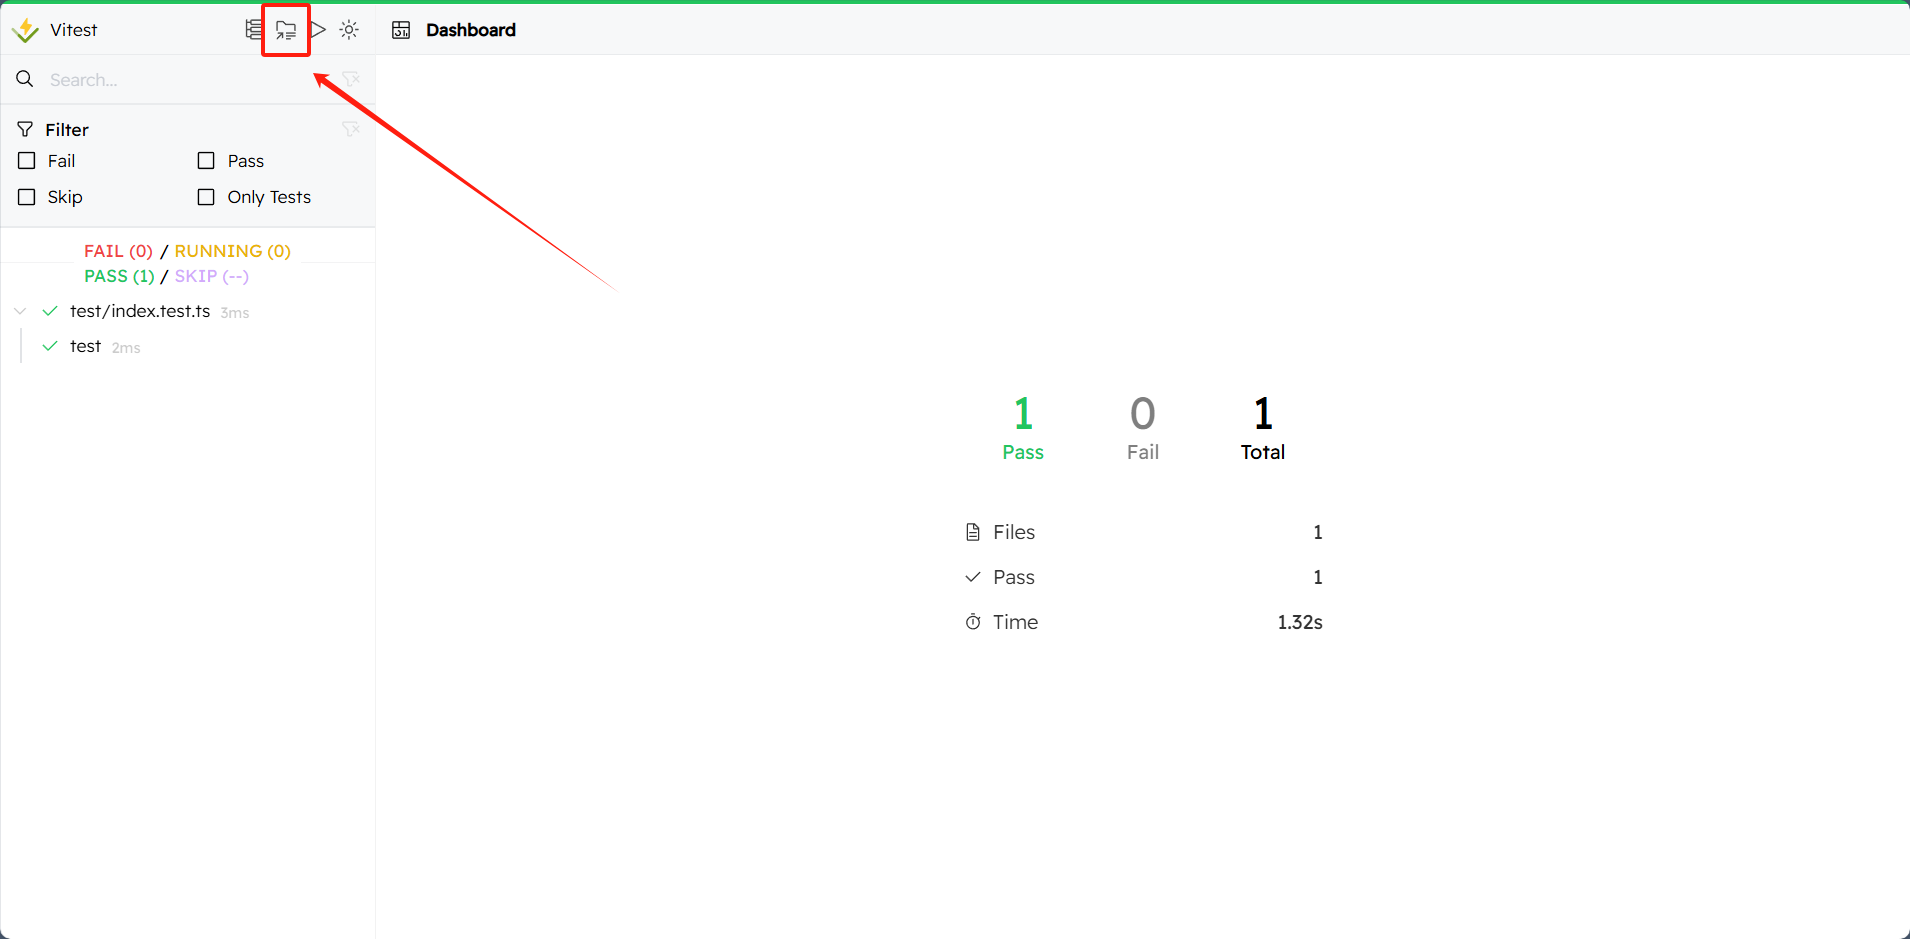 Vitest
Dashboard
Search...
Filter
Fail
Pass
Skip
Only Tests
FAIL (0) / RUNNING (0)
PASS (1) / SKIP (--)
test/index.test.ts 3ms
test 2ms
1 0 1
Pass Fail Total
Files 1
Pass 1
Time 1.32s